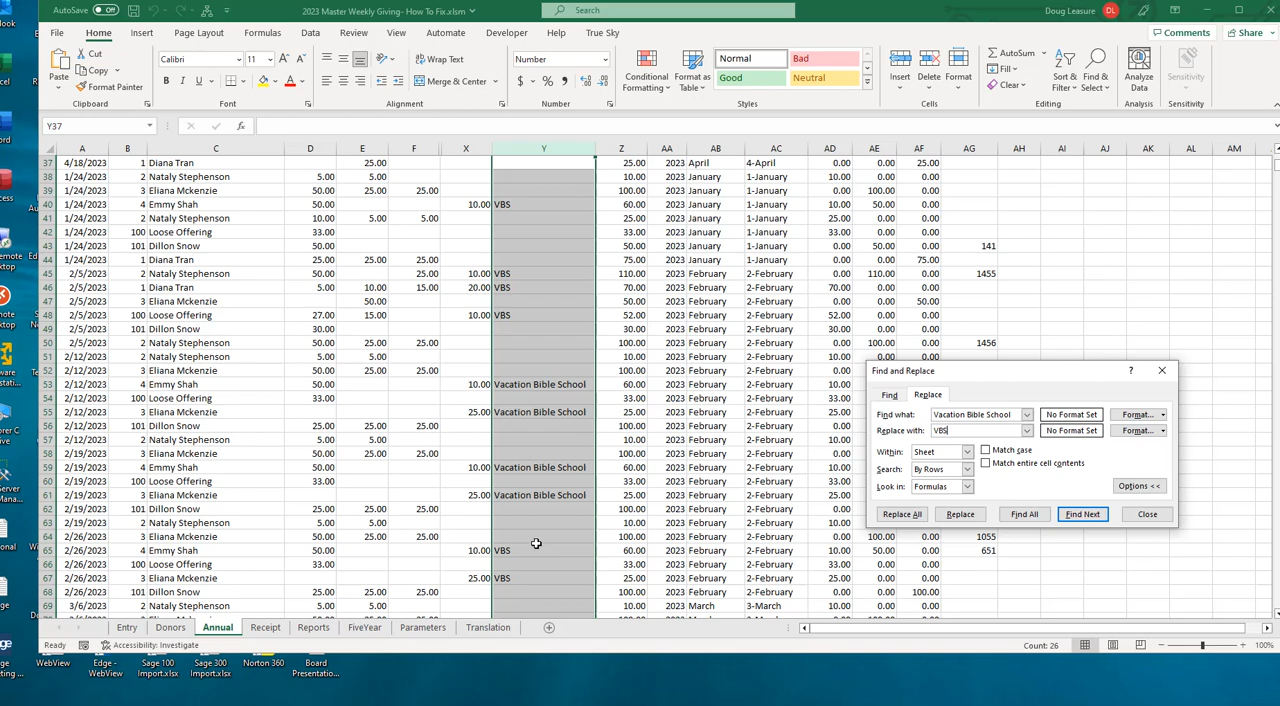 AutoSave Off 2023 Master Weekly Giving- How To Fix.xlsm Search Doug Leasure DL
File Home Insert Page Layout Formulas Data Review View Automate Developer Help True Sky Comments Share
Paste Cut Copy Format Painter Clipboard
Calibri 11 Font
Wrap Text Merge & Center Alignment
Number Number
Conditional Formatting Format as Table Normal Bad Good Neutral Styles
Insert Delete Format Cells
AutoSum Fill Clear Sort & Filter Find & Select Editing
Analyze Data Analysis
Sensitivity Sensitivity
Y37 fx
A B C D E F X Y Z AA AB AC AD AE AF AG AH AI AJ AK AL AM
37 4/18/2023 1 Diana Tran 25.00 25.00 2023 April 4-April 0.00 0.00 25.00
38 1/24/2023 2 Nataly Stephenson 5.00 5.00 10.00 2023 January 1-January 10.00 0.00 0.00
39 1/24/2023 3 Eliana Mckenzie 50.00 25.00 25.00 100.00 2023 January 1-January 0.00 100.00 0.00
40 1/24/2023 4 Emmy Shah 50.00 10.00 VBS 60.00 2023 January 1-January 10.00 50.00 0.00
41 1/24/2023 2 Nataly Stephenson 10.00 5.00 5.00 25.00 2023 January 1-January 25.00 0.00 0.00
42 1/24/2023 100 Loose Offering 33.00 33.00 2023 January 1-January 33.00 0.00 0.00
43 1/24/2023 101 Dillon Snow 50.00 50.00 2023 January 1-January 0.00 50.00 0.00 141
44 1/24/2023 1 Diana Tran 25.00 25.00 25.00 75.00 2023 January 1-January 0.00 0.00 75.00
45 2/5/2023 2 Nataly Stephenson 50.00 25.00 10.00 VBS 110.00 2023 February 2-February 0.00 110.00 0.00 1455
46 2/5/2023 1 Diana Tran 5.00 10.00 15.00 20.00 VBS 70.00 2023 February 2-February 70.00 0.00 0.00
47 2/5/2023 3 Eliana Mckenzie 50.00 50.00 2023 February 2-February 0.00 0.00 50.00
48 2/5/2023 100 Loose Offering 27.00 15.00 10.00 VBS 52.00 2023 February 2-February 52.00 0.00 0.00
49 2/5/2023 101 Dillon Snow 30.00 30.00 2023 February 2-February 30.00 0.00 0.00
50 2/5/2023 2 Nataly Stephenson 50.00 25.00 25.00 100.00 2023 February 2-February 0.00 100.00 0.00 1456
51 2/12/2023 2 Nataly Stephenson 5.00 5.00 10.00 2023 February 2-February 10.00 0.00 0.00
52 2/12/2023 3 Eliana Mckenzie 50.00 25.00 25.00 100.00 2023 February 2-February 0.00
53 2/12/2023 4 Emmy Shah 50.00 10.00 Vacation Bible School 60.00 2023 February 2-February 10.00
54 2/12/2023 100 Loose Offering 33.00 33.00 2023 February 2-February 33.00
55 2/12/2023 3 Eliana Mckenzie 25.00 Vacation Bible School 25.00 2023 February 2-February 0.00
56 2/12/2023 101 Dillon Snow 25.00 25.00 25.00 100.00 2023 February 2-February 0.00
57 2/12/2023 2 Nataly Stephenson 5.00 5.00 10.00 2023 February 2-February 10.00
58 2/19/2023 3 Eliana Mckenzie 50.00 25.00 25.00 100.00 2023 February 2-February 0.00
59 2/19/2023 4 Emmy Shah 50.00 10.00 Vacation Bible School 60.00 2023 February 2-February 10.00
60 2/19/2023 100 Loose Offering 33.00 33.00 2023 February 2-February 33.00
61 2/19/2023 3 Eliana Mckenzie 25.00 Vacation Bible School 25.00 2023 February 2-February 0.00
62 2/19/2023 101 Dillon Snow 25.00 25.00 25.00 100.00 2023 February 2-February 0.00
63 2/19/2023 2 Nataly Stephenson 5.00 5.00 10.00 2023 February 2-February 10.00
64 2/26/2023 3 Eliana Mckenzie 50.00 25.00 25.00 100.00 2023 February 2-February 0.00 100.00 0.00 1055
65 2/26/2023 4 Emmy Shah 50.00 10.00 VBS 60.00 2023 February 2-February 10.00 50.00 0.00 651
66 2/26/2023 100 Loose Offering 33.00 33.00 2023 February 2-February 33.00 0.00 0.00
67 2/26/2023 3 Eliana Mckenzie 25.00 VBS 25.00 2023 February 2-February 25.00 0.00 0.00
68 2/26/2023 101 Dillon Snow 25.00 25.00 25.00 100.00 2023 February 2-February 0.00 0.00 100.00
69 3/6/2023 2 Nataly Stephenson 5.00 5.00 10.00 2023 March 3-March 10.00 0.00 0.00
Find and Replace ?
Find Replace
Find what: Vacation Bible School No Format Set Format...
Replace with: VBS No Format Set Format...
Within: Sheet Match case
Search: By Rows Match entire cell contents
Look in: Formulas Options <<
Replace All Replace Find All Find Next Close
Entry Donors Annual Receipt Reports FiveYear Parameters Translation
Ready Accessibility: Investigate Count: 26 100%
WebView
Edge - WebView
Sage 100 Import.xlsx
Sage 300 Import.xlsx
Norton 360
Board Presentatio...